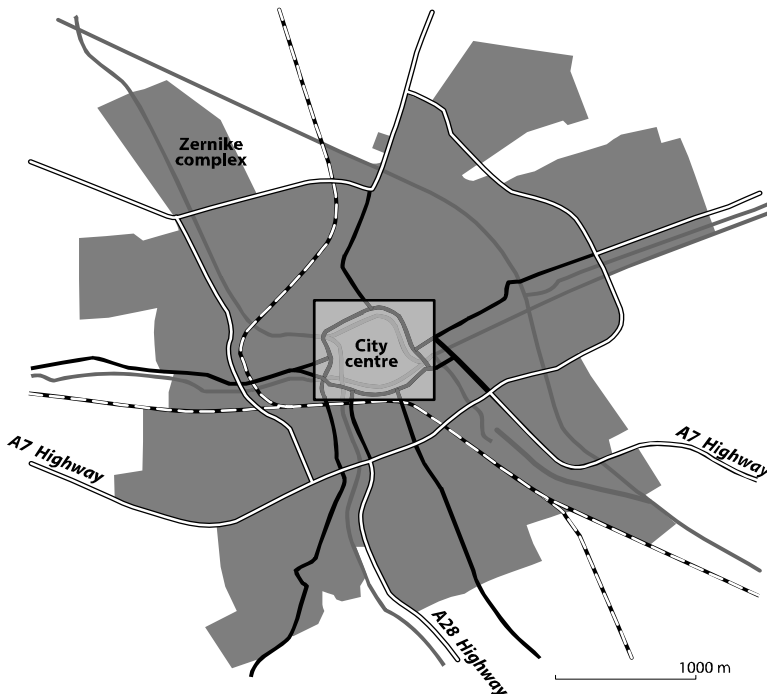 Zernike
complex
City
centre
A7 Highway
A7 Highway
A28 Highway
1000 m